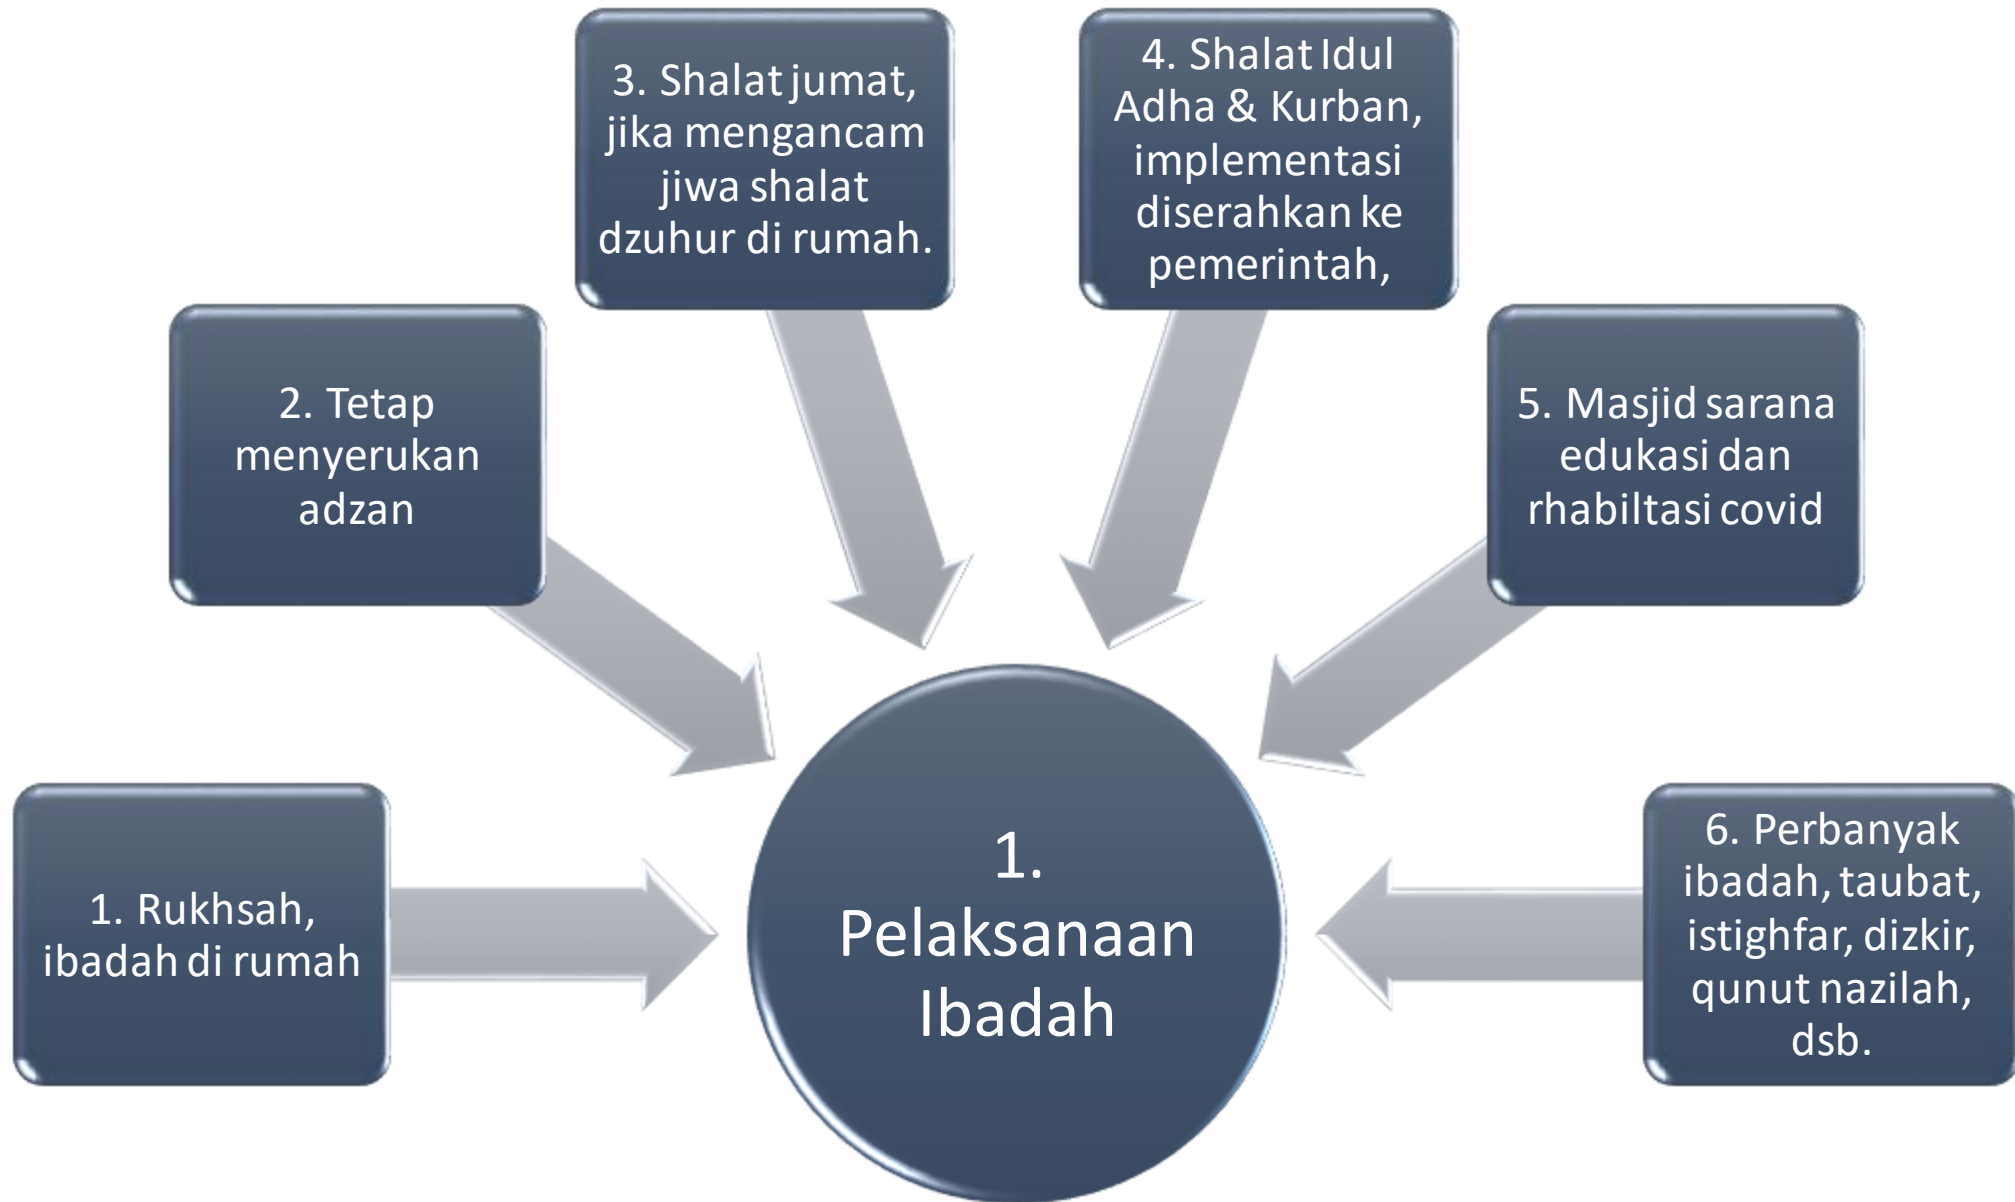 1. Rukhsah,
ibadah di rumah
2. Tetap
menyerukan
adzan
3. Shalat jumat,
jika mengancam
jiwa shalat
dzuhur di rumah.
4. Shalat Idul
Adha & Kurban,
implementasi
diserahkan ke
pemerintah,
5. Masjid sarana
edukasi dan
rhabiltasi covid
6. Perbanyak
ibadah, taubat,
istighfar, dizkir,
qunut nazilah,
dsb.
1.
Pelaksanaan
Ibadah